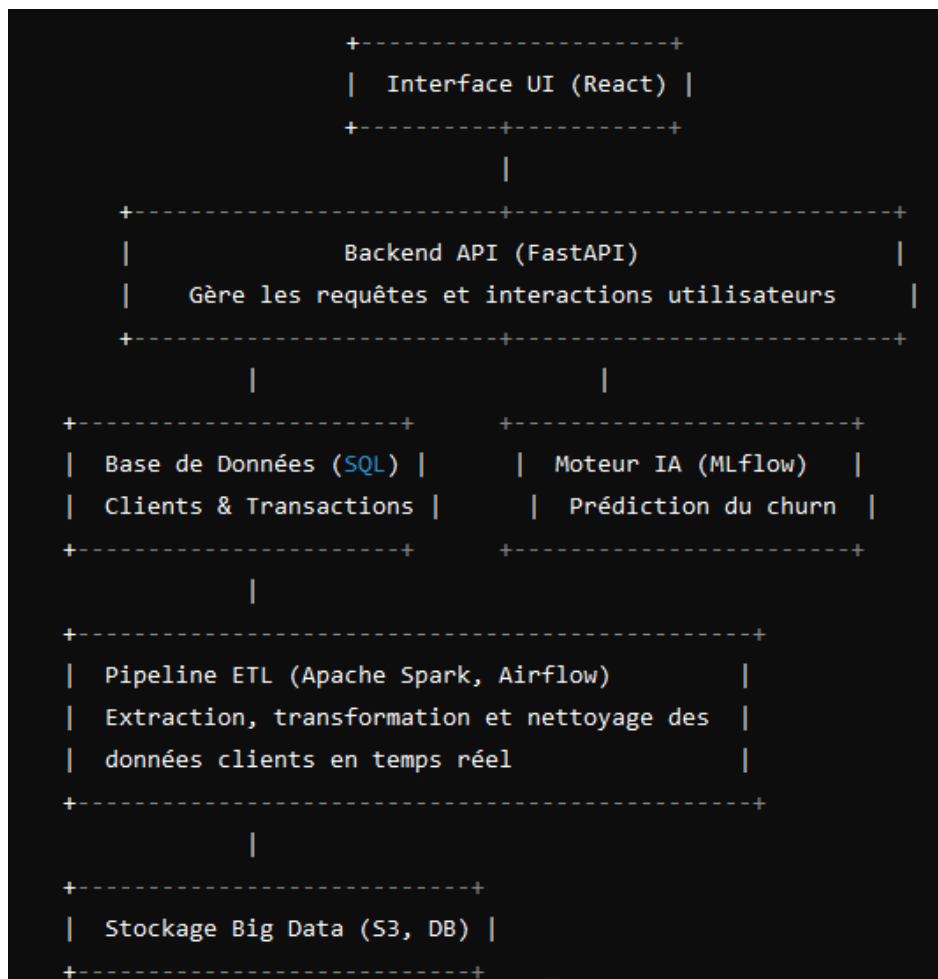 Interface UI (React)
Backend API (FastAPI)
Gère les requêtes et interactions utilisateurs
Base de Données (SQL)
Clients & Transactions
Moteur IA (MLflow)
Prédiction du churn
Pipeline ETL (Apache Spark, Airflow)
Extraction, transformation et nettoyage des
données clients en temps réel
Stockage Big Data (S3, DB)